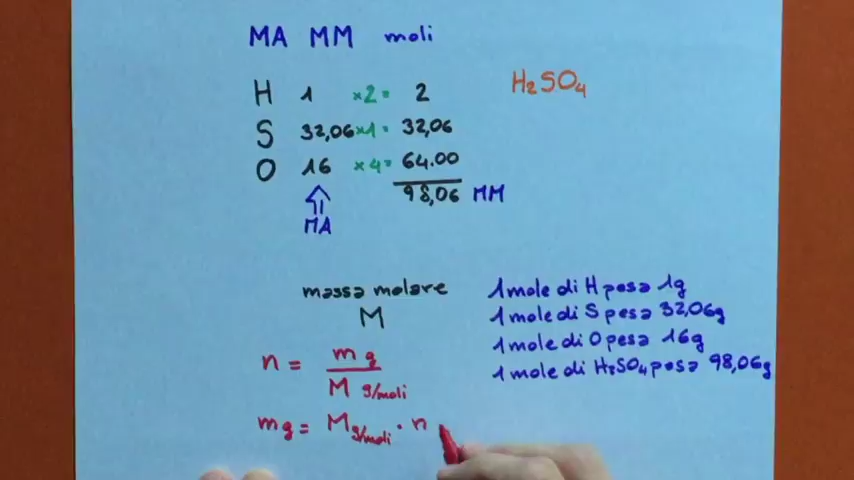 MA MM moli
H₂SO₄
H 1 ×2= 2
S 32,06 ×1= 32,06
O 16 ×4= 64.00
98,06 MM
MA
massa molare
M
1 mole di H pesa 1g
1 mole di S pesa 32,06g
1 mole di O pesa 16g
1 mole di H₂SO₄ pesa 98,06g
n = m g / M g/moli
m g = M g/moli · n